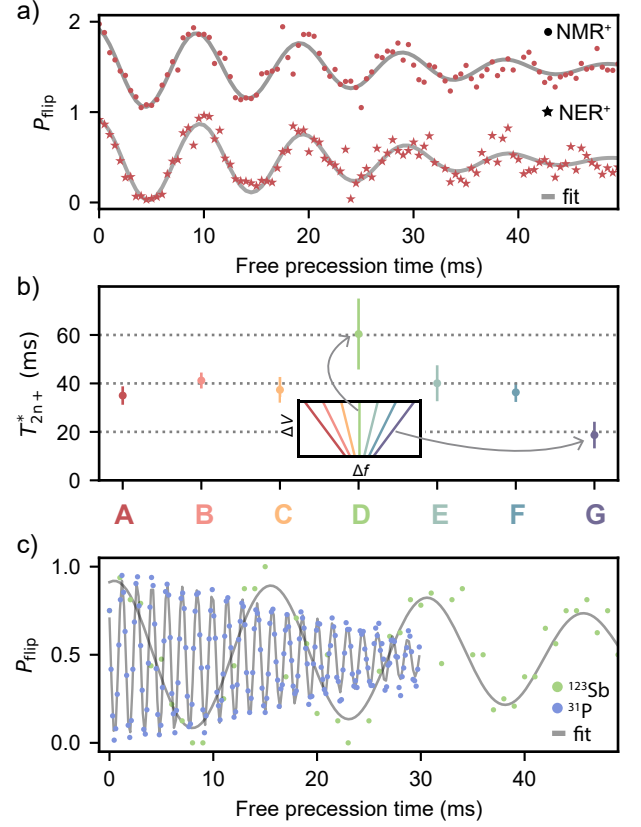 a)
2
1
0
P_flip
NMR⁺
NER⁺
fit
0 10 20 30 40
Free precession time (ms)
b)
60
40
20
0
T*_2n+ (ms)
ΔV
Δf
A B C D E F G
c)
1.0
0.5
0.0
P_flip
¹²³Sb
³¹P
fit
0 10 20 30 40
Free precession time (ms)